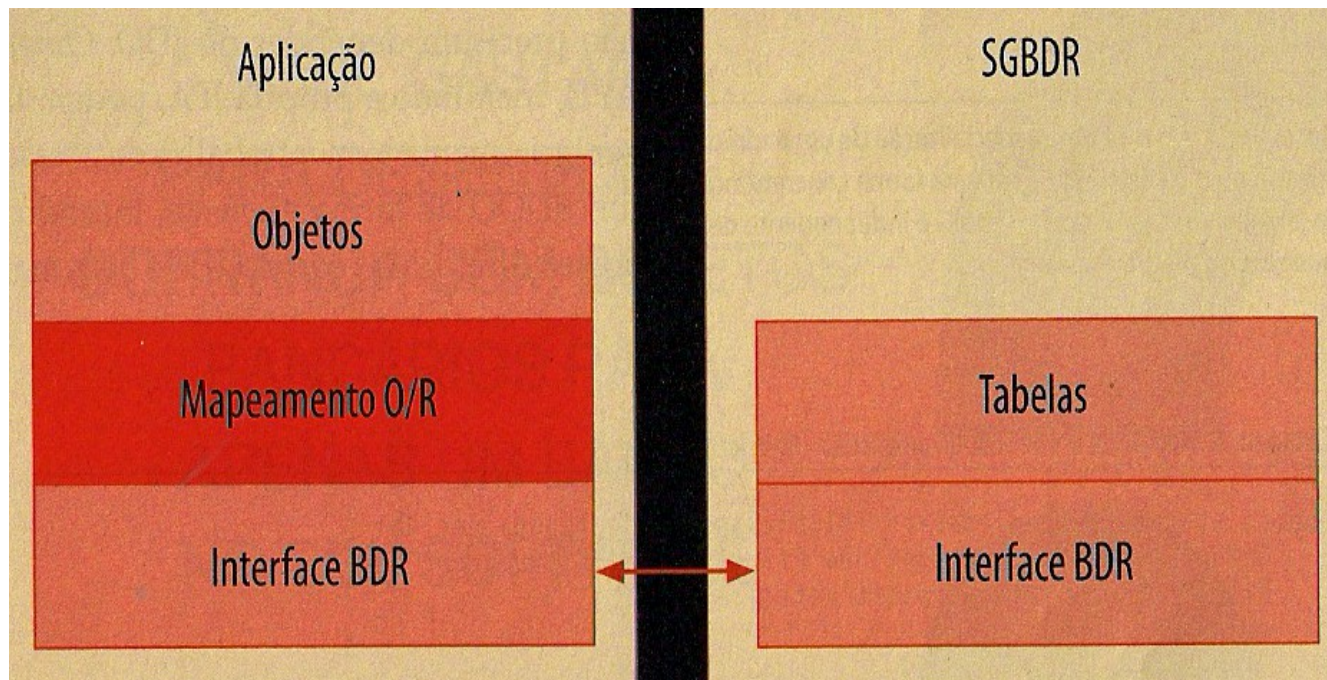 Aplicação
Objetos
Mapeamento O/R
Interface BDR
SGBDR
Tabelas
Interface BDR